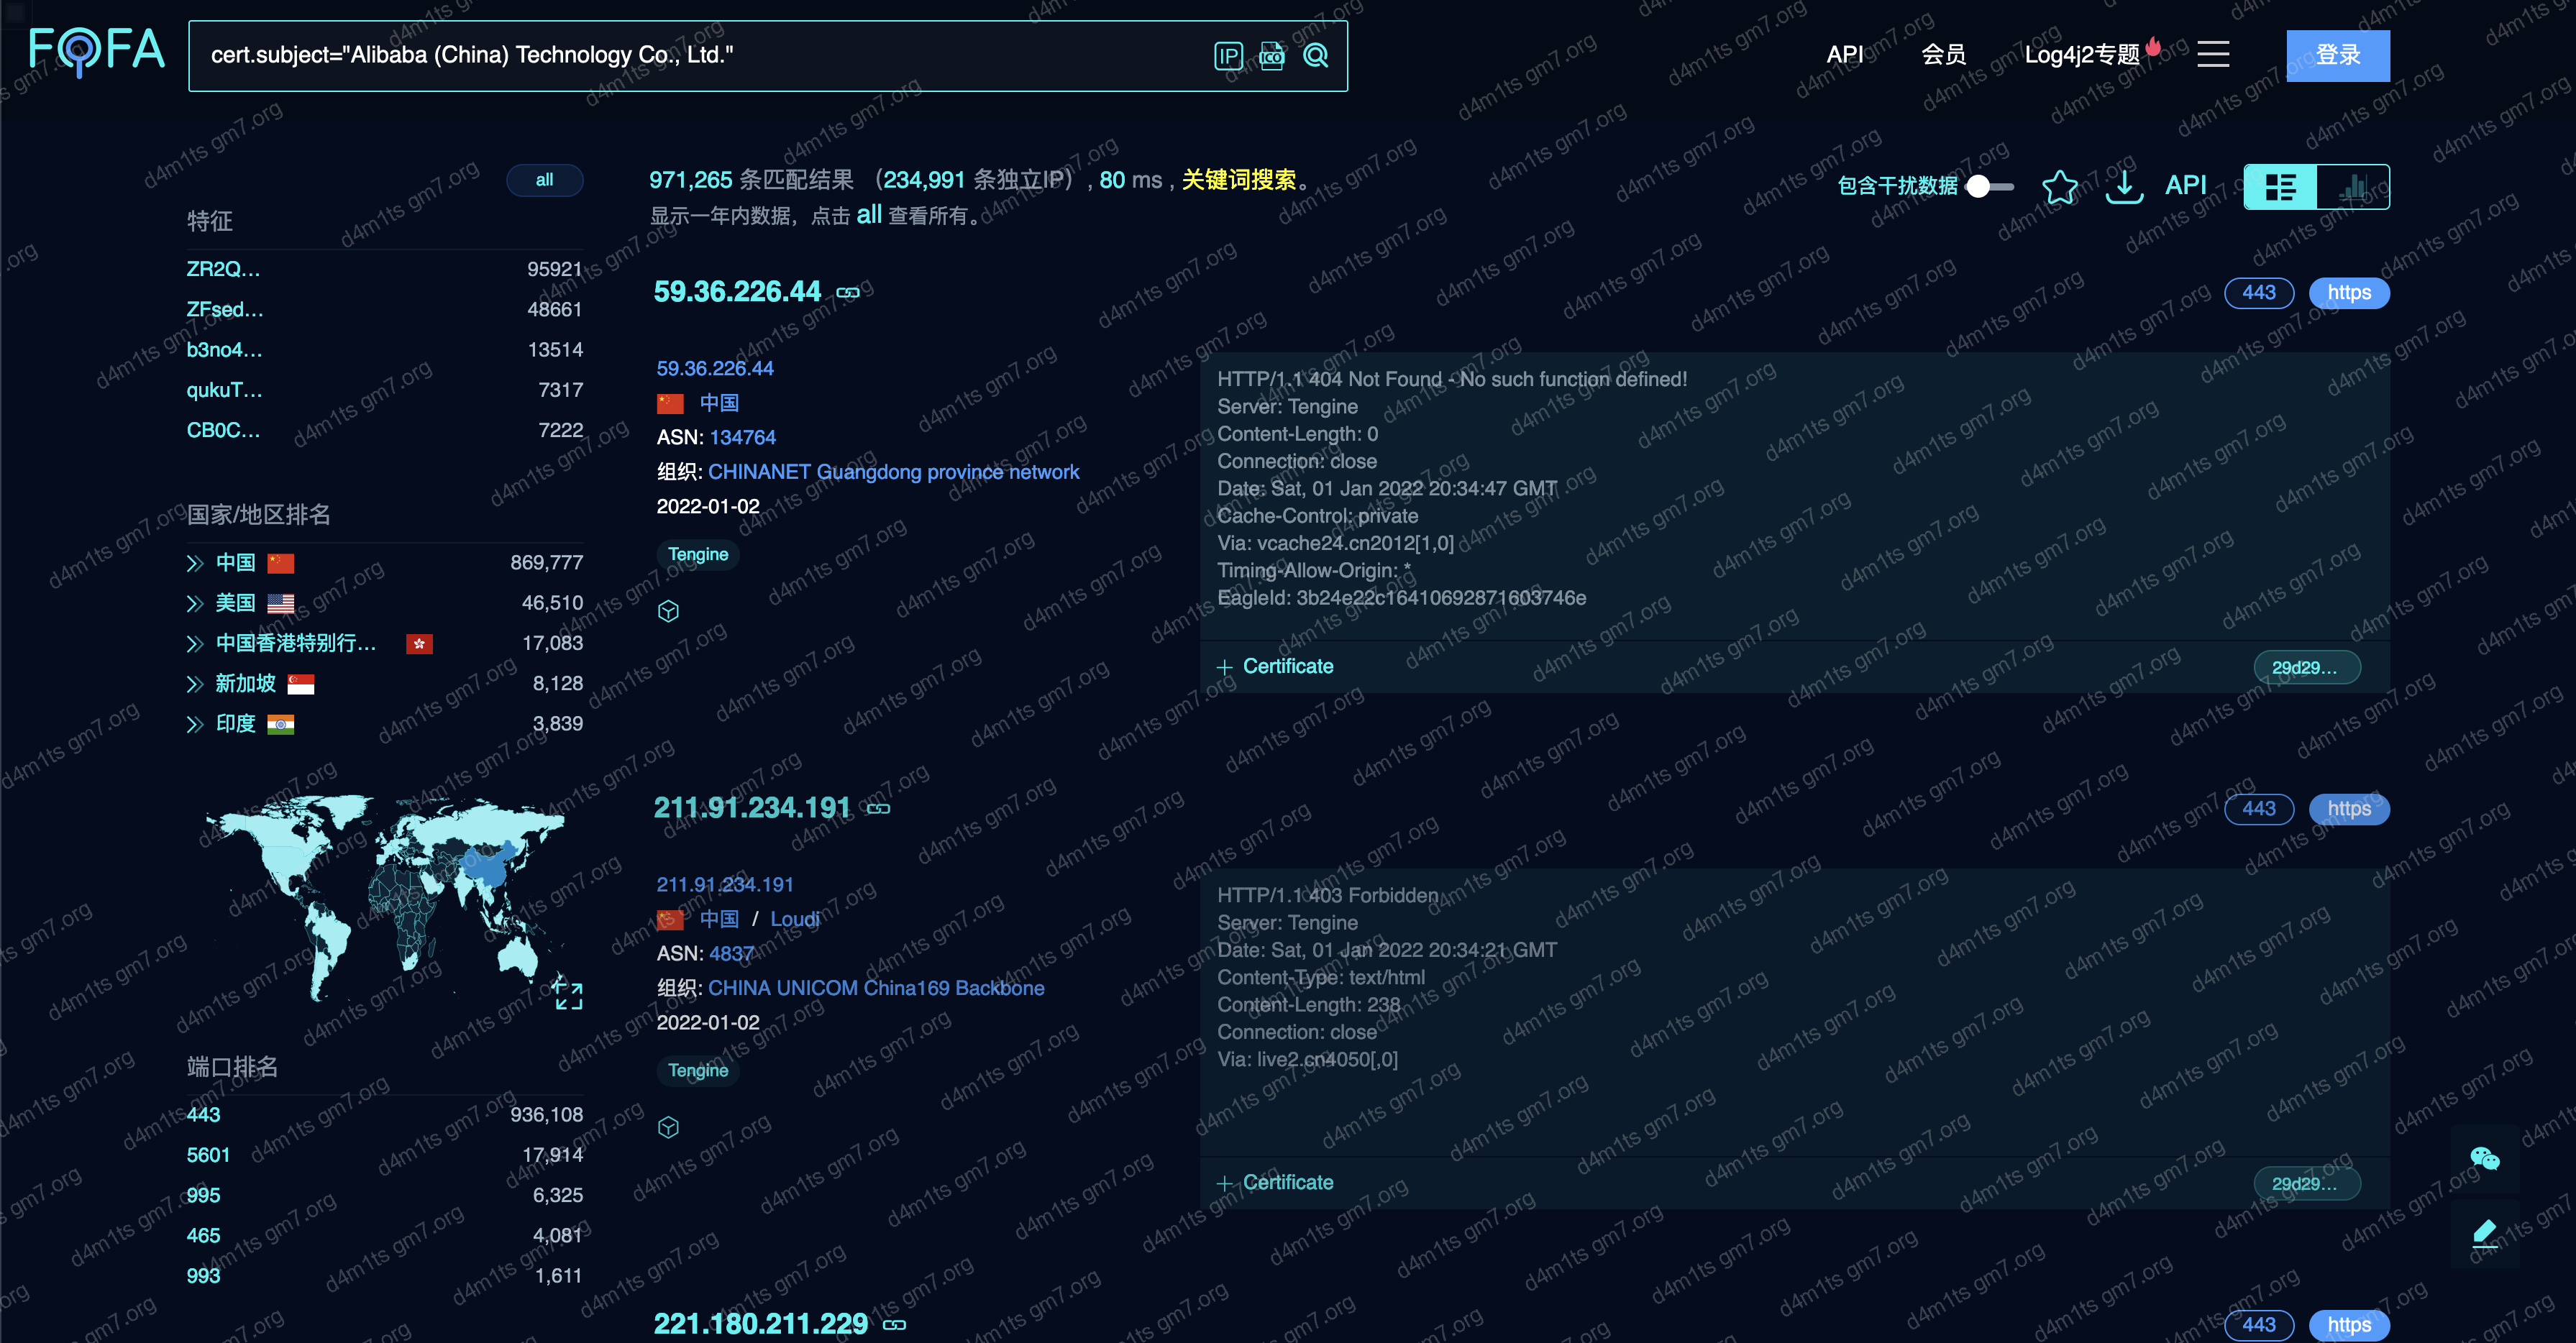 FOFA
cert.subject="Alibaba (China) Technology Co., Ltd."
IP
ICO
API
会员
Log4j2专题
登录
all
特征
ZR2Q... 95921
ZFsed... 48661
b3no4... 13514
qukuT... 7317
CB0C... 7222
国家/地区排名
中国 869,777
美国 46,510
中国香港特别行... 17,083
新加坡 8,128
印度 3,839
端口排名
443 936,108
5601 17,914
995 6,325
465 4,081
993 1,611
971,265 条匹配结果 （234,991 条独立IP）, 80 ms , 关键词搜索。
显示一年内数据，点击 all 查看所有。
包含干扰数据
API
59.36.226.44
443 https
59.36.226.44
中国
ASN: 134764
组织: CHINANET Guangdong province network
2022-01-02
Tengine
HTTP/1.1 404 Not Found - No such function defined!
Server: Tengine
Content-Length: 0
Connection: close
Date: Sat, 01 Jan 2022 20:34:47 GMT
Cache-Control: private
Via: vcache24.cn2012[1,0]
Timing-Allow-Origin: *
EagleId: 3b24e22c16410692871603746e
+ Certificate
29d29...
211.91.234.191
443 https
211.91.234.191
中国 / Loudi
ASN: 4837
组织: CHINA UNICOM China169 Backbone
2022-01-02
Tengine
HTTP/1.1 403 Forbidden
Server: Tengine
Date: Sat, 01 Jan 2022 20:34:21 GMT
Content-Type: text/html
Content-Length: 238
Connection: close
Via: live2.cn4050[,0]
+ Certificate
29d29...
221.180.211.229
443 https
d4m1ts gm7.org